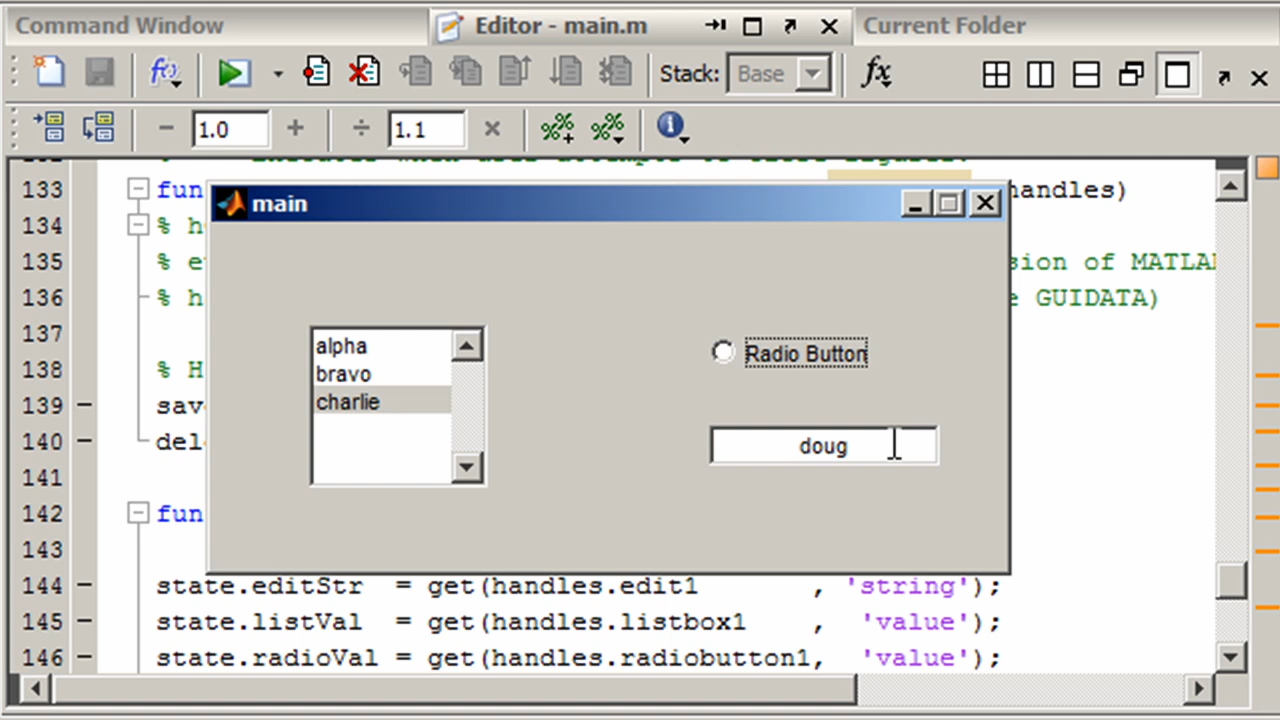 Command Window
Editor - main.m
Current Folder
Stack: Base
fx
1.0
1.1
133 fun handles)
134 % h
135 % e sion of MATLA
136 % h e GUIDATA)
137
138 % H
139 sav
140 del
141
142 fun
143
144 state.editStr = get(handles.edit1 , 'string');
145 state.listVal = get(handles.listbox1 , 'value');
146 state.radioVal = get(handles.radiobutton1, 'value');
main
alpha
bravo
charlie
Radio Button
doug